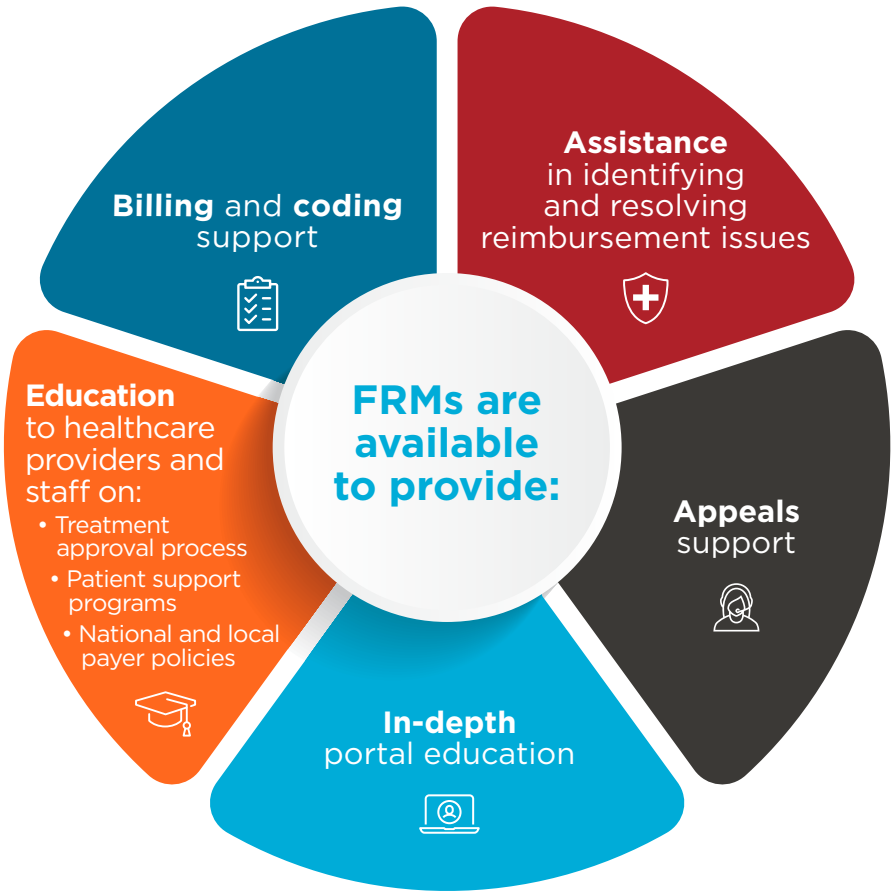 FRMs are
available
to provide:
Billing and coding
support
Assistance
in identifying
and resolving
reimbursement issues
Appeals
support
In-depth
portal education
Education
to healthcare
providers and
staff on:
• Treatment
approval process
• Patient support
programs
• National and local
payer policies